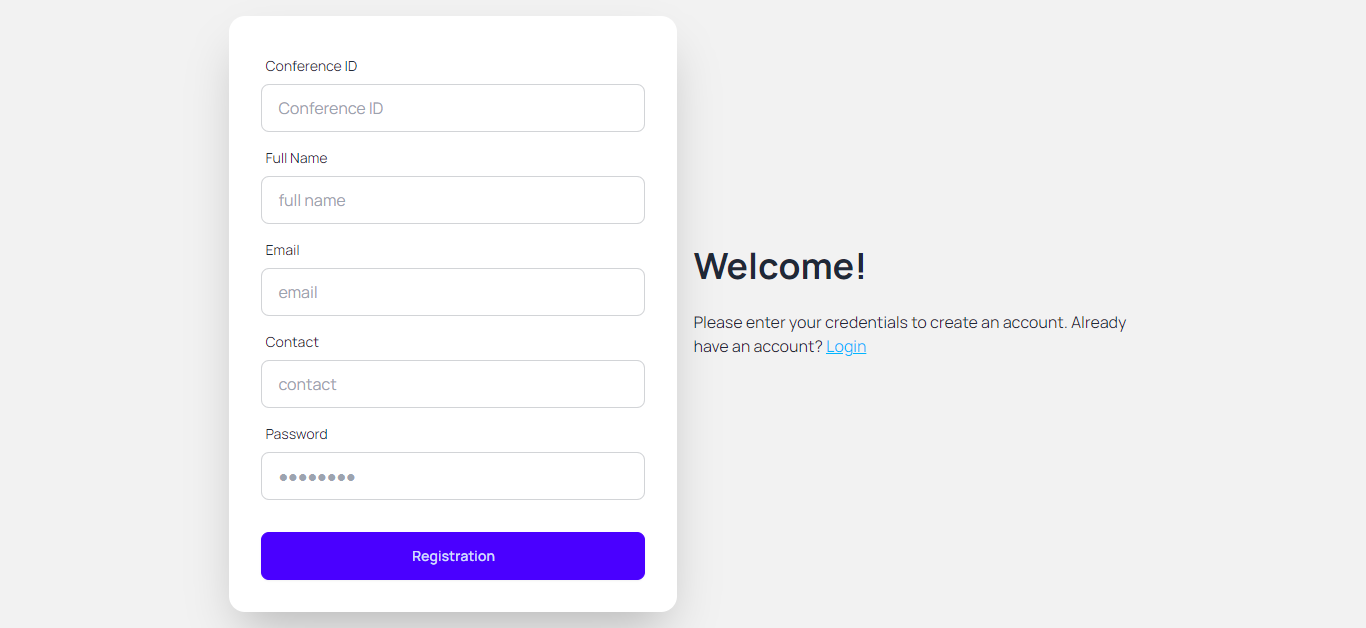 Conference ID
Conference ID
Full Name
full name
Email
email
Contact
contact
Password
••••••••
Registration
Welcome!
Please enter your credentials to create an account. Already
have an account? Login